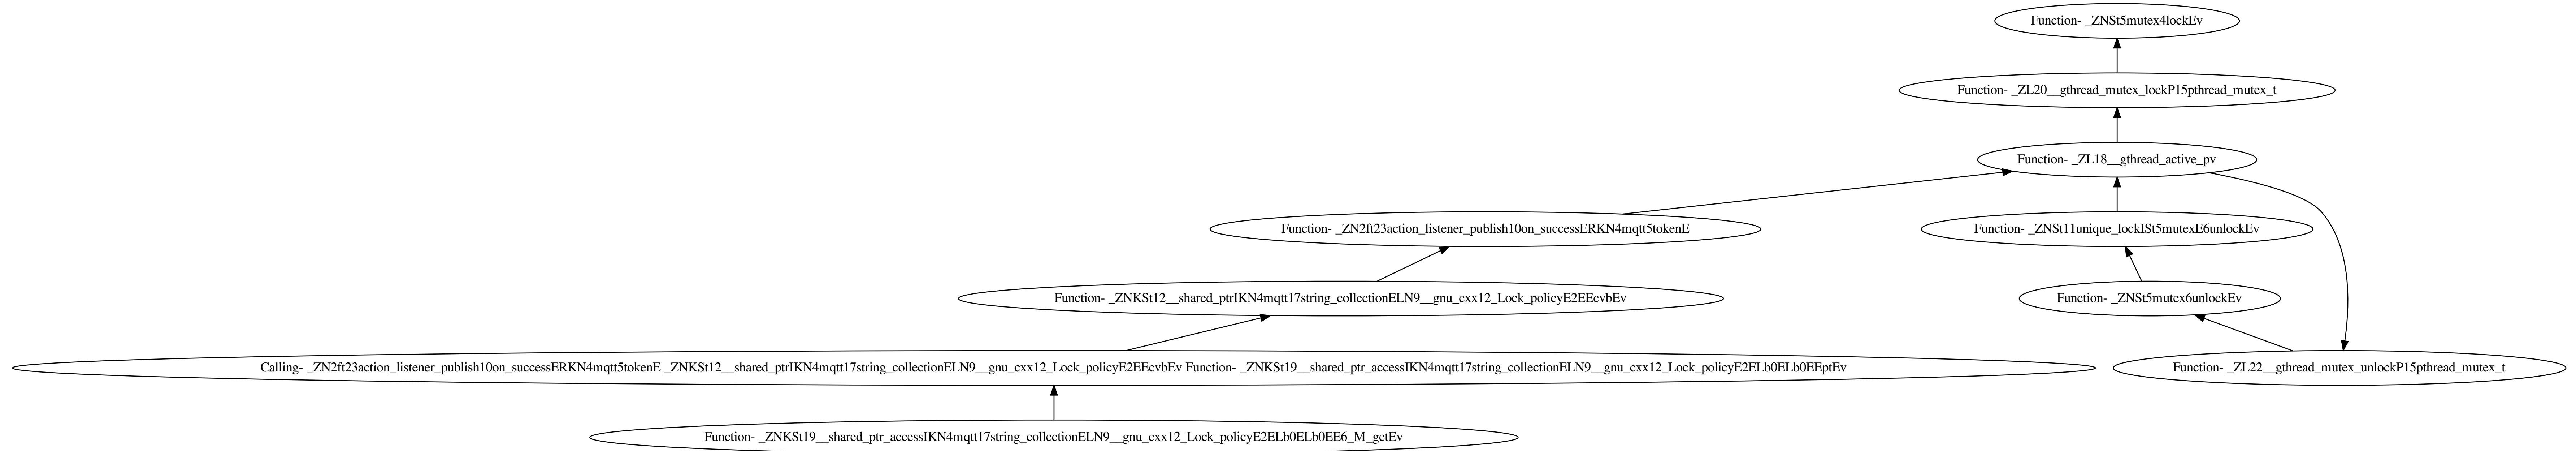 Function- _ZNSt5mutex4lockEv
Function- _ZL20__gthread_mutex_lockP15pthread_mutex_t
Function- _ZL18__gthread_active_pv
Function- _ZN2ft23action_listener_publish10on_successERKN4mqtt5tokenE
Function- _ZNSt11unique_lockISt5mutexE6unlockEv
Function- _ZNKSt12__shared_ptrIKN4mqtt17string_collectionELN9__gnu_cxx12_Lock_policyE2EEcvbEv
Function- _ZNSt5mutex6unlockEv
Calling- _ZN2ft23action_listener_publish10on_successERKN4mqtt5tokenE _ZNKSt12__shared_ptrIKN4mqtt17string_collectionELN9__gnu_cxx12_Lock_policyE2EEcvbEv Function- _ZNKSt19__shared_ptr_accessIKN4mqtt17string_collectionELN9__gnu_cxx12_Lock_policyE2ELb0ELb0EEptEv
Function- _ZL22__gthread_mutex_unlockP15pthread_mutex_t
Function- _ZNKSt19__shared_ptr_accessIKN4mqtt17string_collectionELN9__gnu_cxx12_Lock_policyE2ELb0ELb0EE6_M_getEv